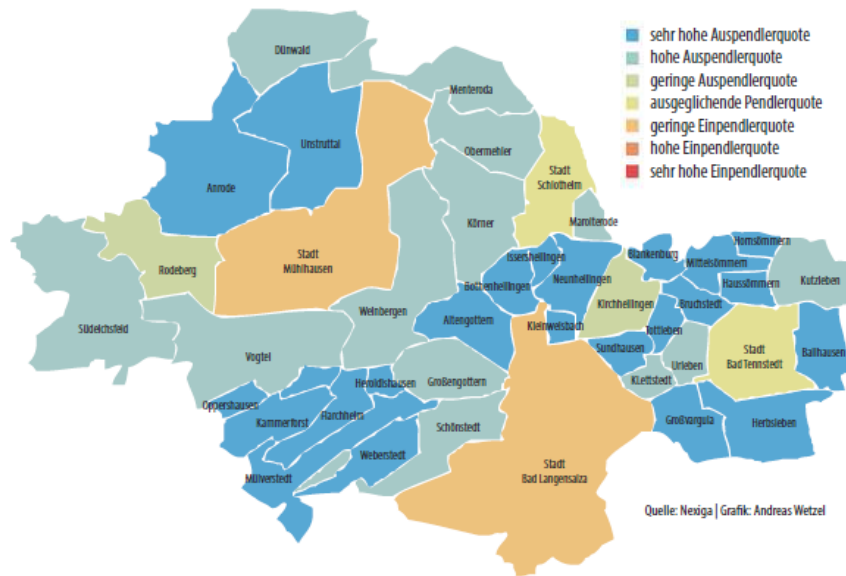 sehr hohe Auspendlerquote
hohe Auspendlerquote
geringe Auspendlerquote
ausgeglichende Pendlerquote
geringe Einpendlerquote
hohe Einpendlerquote
sehr hohe Einpendlerquote
Dünwald
Menteroda
Unstruttal
Obermehler
Stadt
Schlotheim
Anrode
Körner
Marolterode
Stadt
Mühlhausen
Rodeberg
Issersheilingen
Blankenburg
Hornsömmern
Mittelsömmern
Bothenheilingen
Neunheilingen
Haussömmern
Kutzleben
Kirchheilingen
Bruchstedt
Weinbergen
Altengottern
Kleinwelsbach
Tottleben
Südeichsfeld
Sundhausen
Stadt
Bad Tennstedt
Ballhausen
Vogtei
Urleben
Heroldishausen
Großengottern
Klettstedt
Oppershausen
Kammerforst
Flarchheim
Schönstedt
Großvargula
Herbsleben
Weberstedt
Stadt
Bad Langensalza
Mülverstedt
Quelle: Nexiga | Grafik: Andreas Wetzel